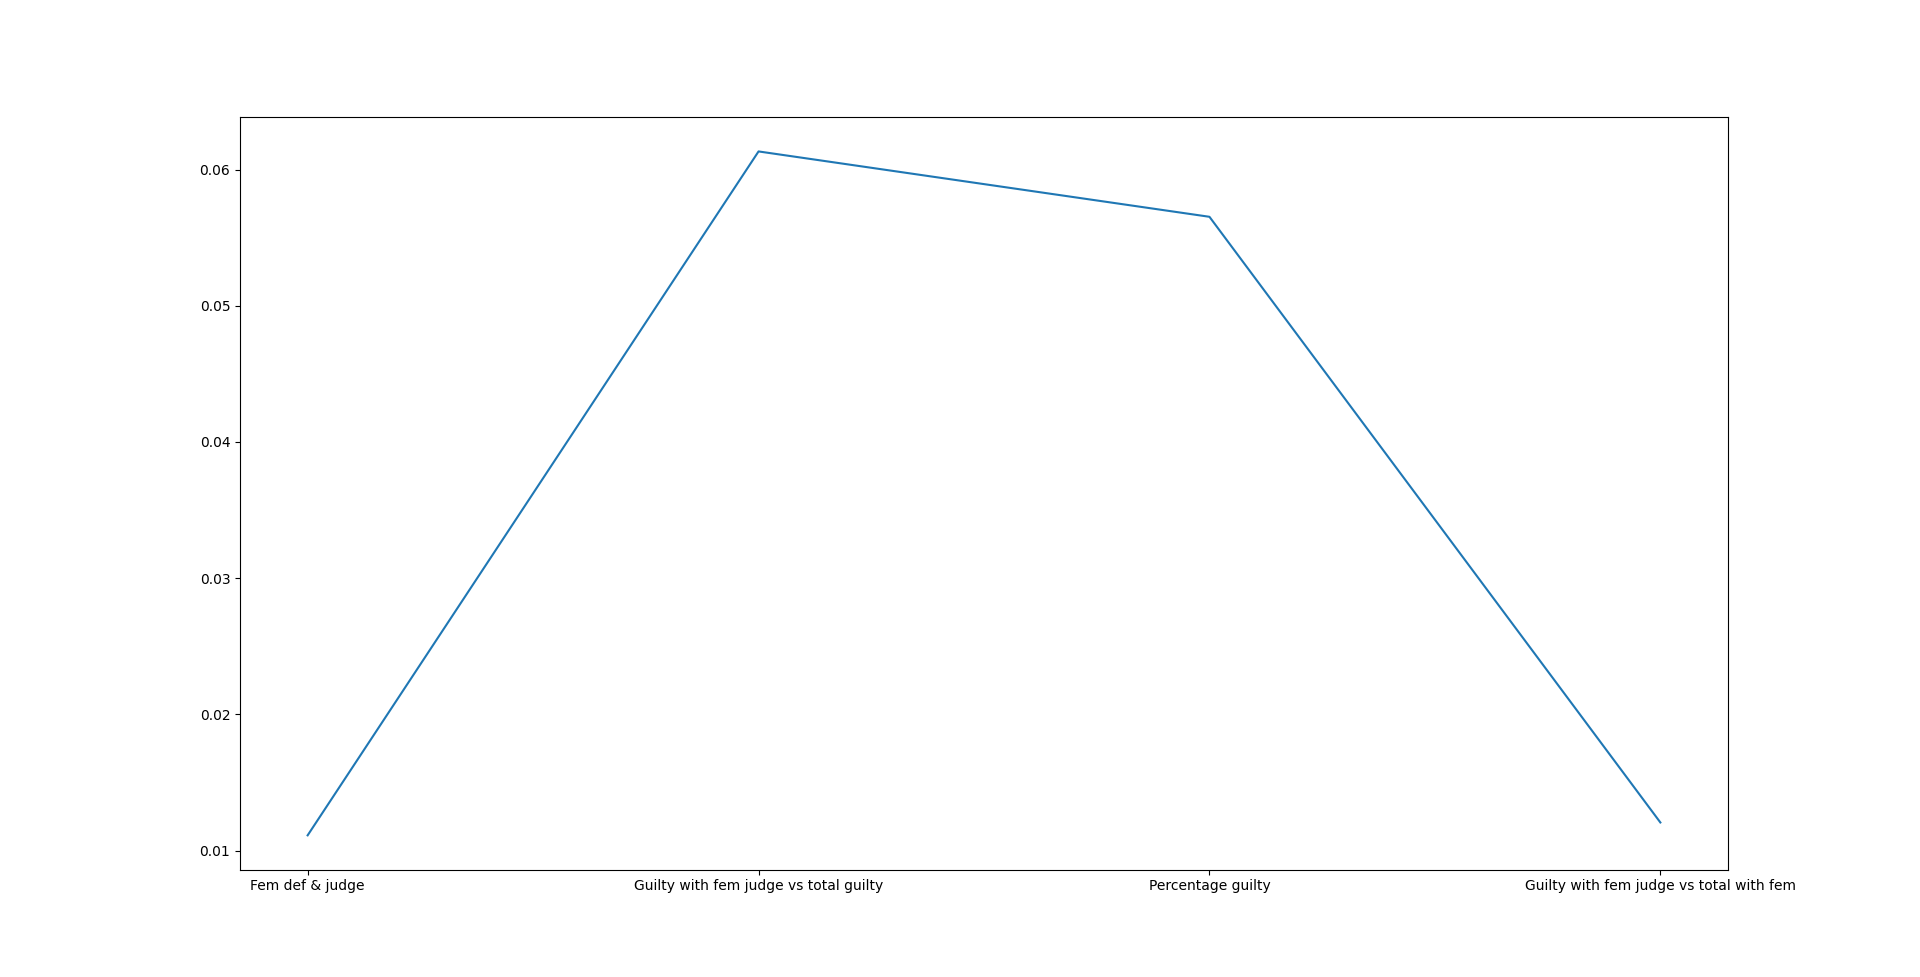 0.06
0.05
0.04
0.03
0.02
0.01
Fem def & judge
Guilty with fem judge vs total guilty
Percentage guilty
Guilty with fem judge vs total with fem